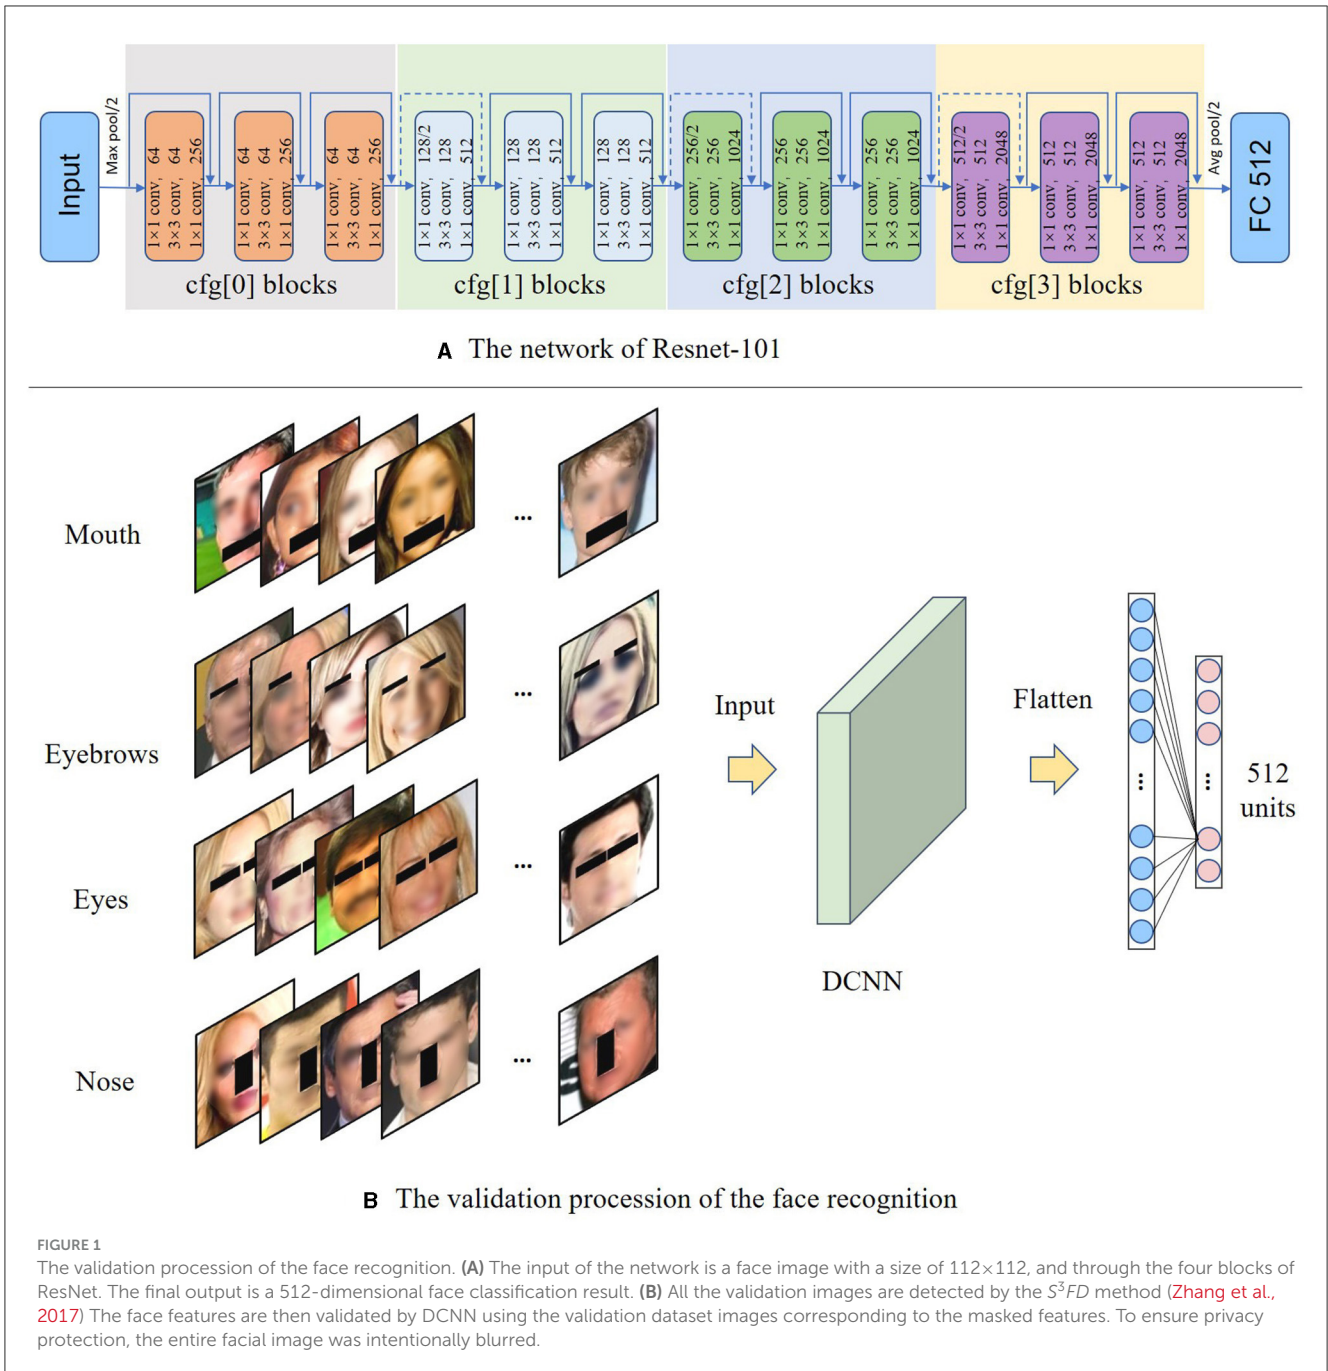 Input
Max pool/2
1×1 conv, 64
3×3 conv, 64
1×1 conv, 256
1×1 conv, 64
3×3 conv, 64
1×1 conv, 256
1×1 conv, 64
3×3 conv, 64
1×1 conv, 256
cfg[0] blocks
1×1 conv, 128/2
3×3 conv, 128
1×1 conv, 512
1×1 conv, 128
3×3 conv, 128
1×1 conv, 512
1×1 conv, 128
3×3 conv, 128
1×1 conv, 512
cfg[1] blocks
1×1 conv, 256/2
3×3 conv, 256
1×1 conv, 1024
1×1 conv, 256
3×3 conv, 256
1×1 conv, 1024
1×1 conv, 256
3×3 conv, 256
1×1 conv, 1024
cfg[2] blocks
1×1 conv, 512/2
3×3 conv, 512
1×1 conv, 2048
1×1 conv, 512
3×3 conv, 512
1×1 conv, 2048
1×1 conv, 512
3×3 conv, 512
1×1 conv, 2048
cfg[3] blocks
Avg pool/2
FC 512
A The network of Resnet-101
Mouth
...
Eyebrows
...
Eyes
...
Nose
...
Input
DCNN
Flatten
...
...
512
units
B The validation procession of the face recognition
FIGURE 1
The validation procession of the face recognition. (A) The input of the network is a face image with a size of 112×112, and through the four blocks of
ResNet. The final output is a 512-dimensional face classification result. (B) All the validation images are detected by the S³FD method (Zhang et al.,
2017) The face features are then validated by DCNN using the validation dataset images corresponding to the masked features. To ensure privacy
protection, the entire facial image was intentionally blurred.